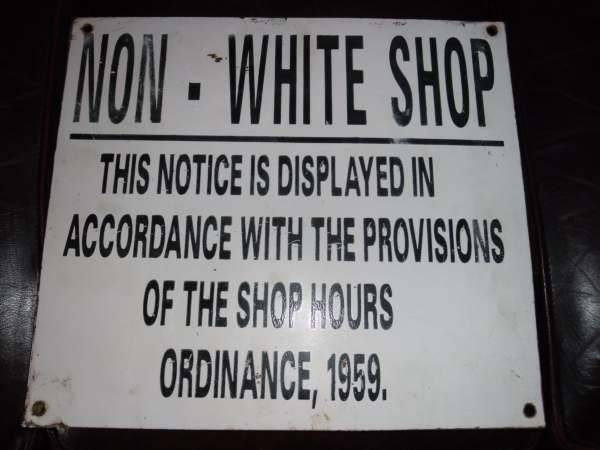 NON - WHITE SHOP
THIS NOTICE IS DISPLAYED IN
ACCORDANCE WITH THE PROVISIONS
OF THE SHOP HOURS
ORDINANCE, 1959.